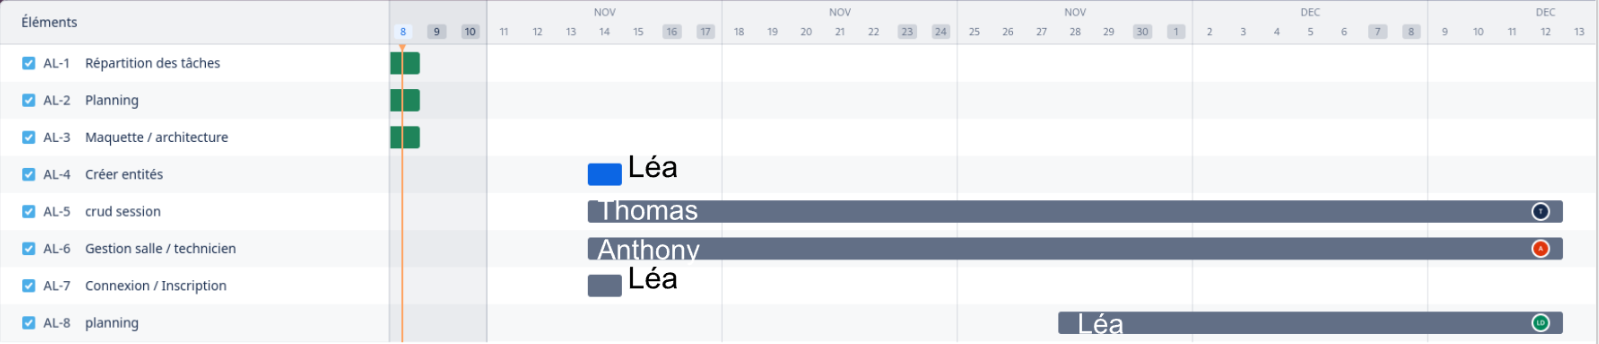 Éléments
NOV NOV NOV DEC DEC
8 9 10 11 12 13 14 15 16 17 18 19 20 21 22 23 24 25 26 27 28 29 30 1 2 3 4 5 6 7 8 9 10 11 12 13
AL-1 Répartition des tâches
AL-2 Planning
AL-3 Maquette / architecture
AL-4 Créer entités Léa
AL-5 crud session Thomas T
AL-6 Gestion salle / technicien Anthony A
AL-7 Connexion / Inscription Léa
AL-8 planning Léa LD